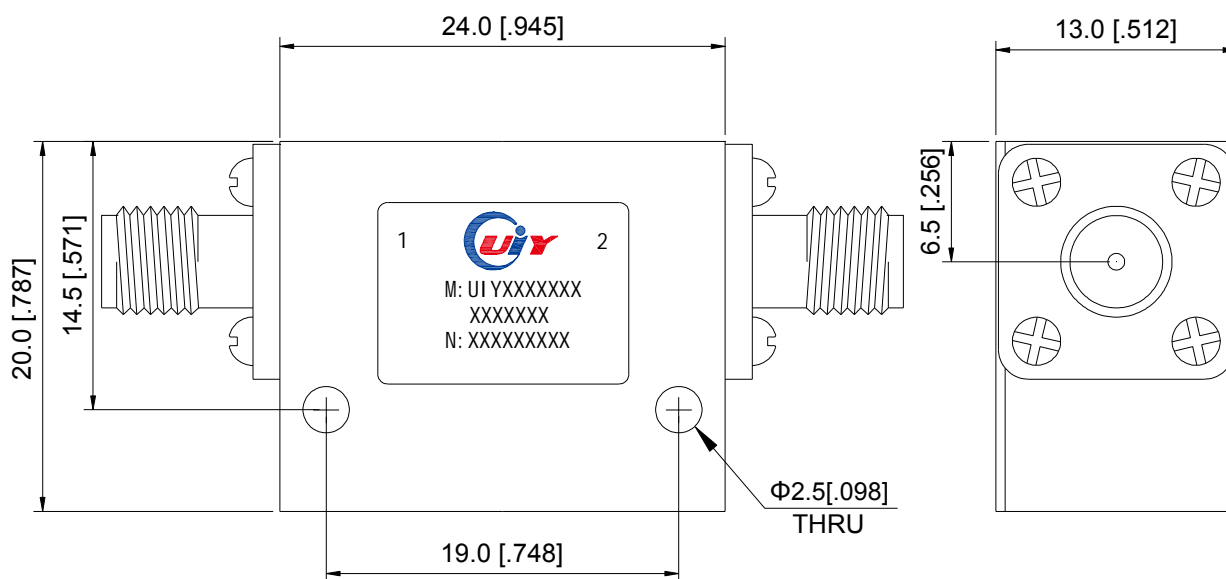 24.0 [.945]
13.0 [.512]
20.0 [.787]
14.5 [.571]
6.5 [.256]
1
UiY
2
M: UIYXXXXXXX
XXXXXXX
N: XXXXXXXXX
Φ2.5[.098]
THRU
19.0 [.748]